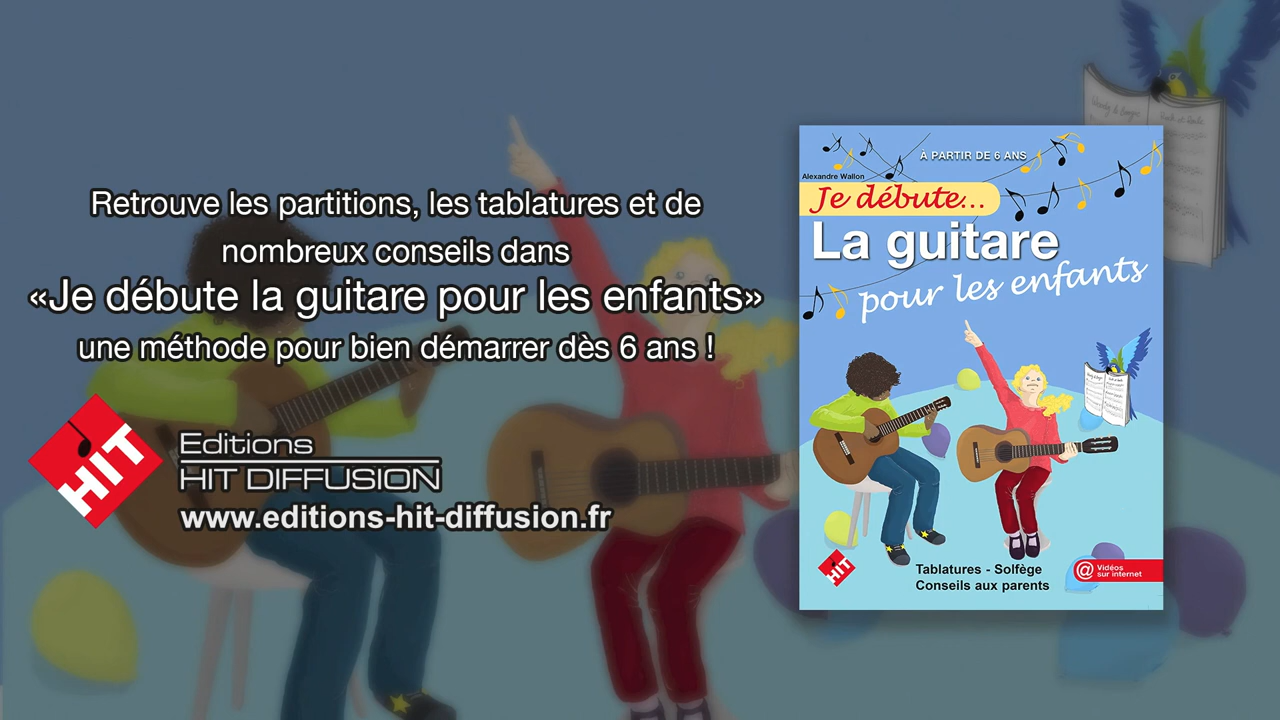 Retrouve les partitions, les tablatures et de
nombreux conseils dans
«Je débute la guitare pour les enfants»
une méthode pour bien démarrer dès 6 ans !
HIT
Editions
HIT DIFFUSION
www.editions-hit-diffusion.fr
À PARTIR DE 6 ANS
Alexandre Wallon
Je débute...
La guitare
pour les enfants
HIT
Tablatures - Solfège
Conseils aux parents
@ Vidéos
sur internet